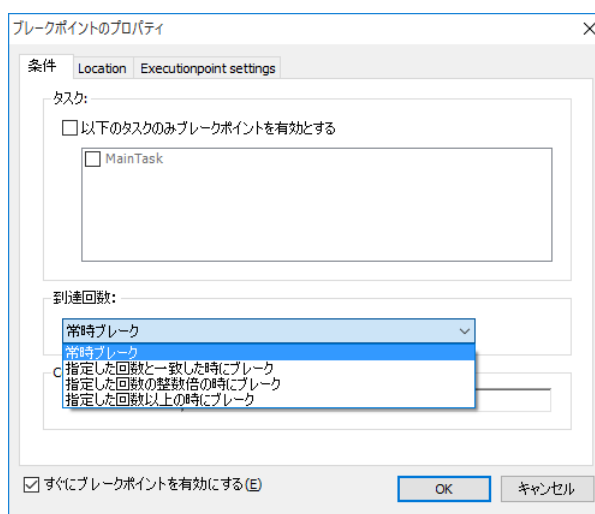 ブレークポイントのプロパティ
条件 Location Executionpoint settings
タスク:
以下のタスクのみブレークポイントを有効とする
MainTask
到達回数:
常時ブレーク
常時ブレーク
指定した回数と一致した時にブレーク
指定した回数の整数倍の時にブレーク
指定した回数以上の時にブレーク
すぐにブレークポイントを有効にする(E)
OK キャンセル